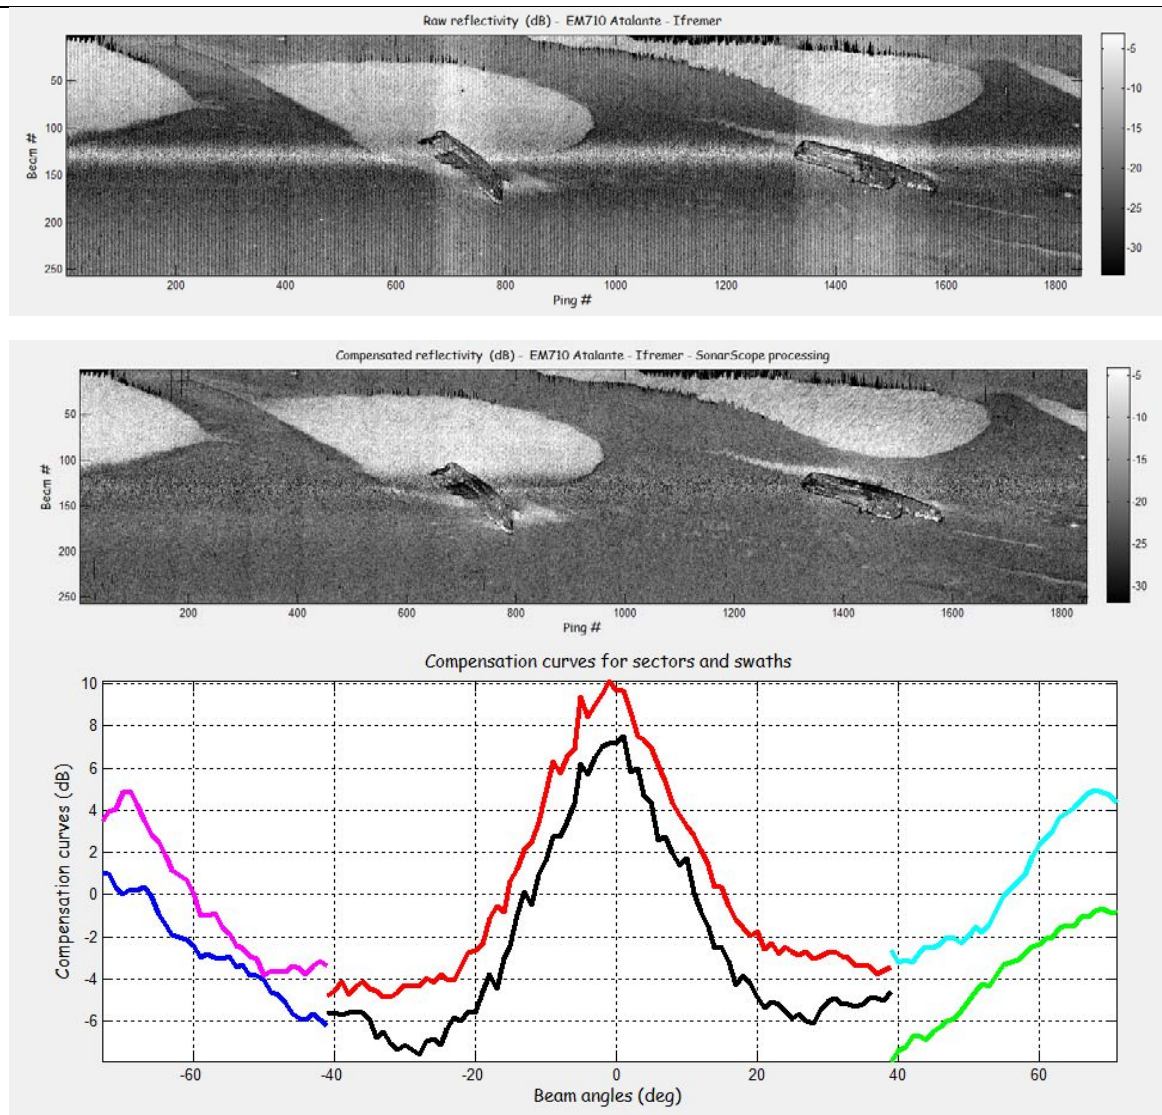 Raw reflectivity (dB) - EM710 Atalante - Ifremer
Beam #
50
100
150
200
250
200 400 600 800 1000 1200 1400 1600 1800
Ping #
-5
-10
-15
-20
-25
-30
Compensated reflectivity (dB) - EM710 Atalante - Ifremer - SonarScope processing
Beam #
50
100
150
200
250
200 400 600 800 1000 1200 1400 1600 1800
Ping #
-5
-10
-15
-20
-25
-30
Compensation curves for sectors and swaths
Compensation curves (dB)
10
8
6
4
2
0
-2
-4
-6
-60 -40 -20 0 20 40 60
Beam angles (deg)